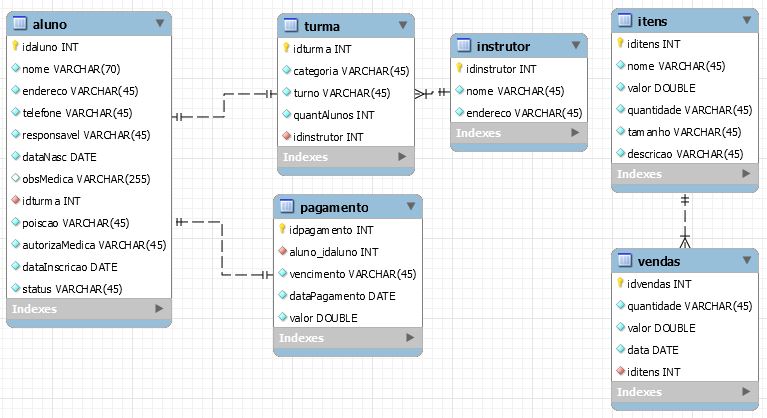 aluno
idaluno INT
nome VARCHAR(70)
endereco VARCHAR(45)
telefone VARCHAR(45)
responsavel VARCHAR(45)
dataNasc DATE
obsMedica VARCHAR(255)
idturma INT
poiscao VARCHAR(45)
autorizaMedica VARCHAR(45)
dataInscricao DATE
status VARCHAR(45)
Indexes
turma
idturma INT
categoria VARCHAR(45)
turno VARCHAR(45)
quantAlunos INT
idinstrutor INT
Indexes
instrutor
idinstrutor INT
nome VARCHAR(45)
endereco VARCHAR(45)
Indexes
itens
iditens INT
nome VARCHAR(45)
valor DOUBLE
quantidade VARCHAR(45)
tamanho VARCHAR(45)
descricao VARCHAR(45)
Indexes
pagamento
idpagamento INT
aluno_idaluno INT
vencimento VARCHAR(45)
dataPagamento DATE
valor DOUBLE
Indexes
vendas
idvendas INT
quantidade VARCHAR(45)
valor DOUBLE
data DATE
iditens INT
Indexes